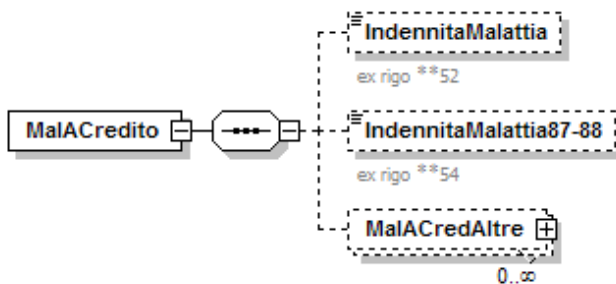 IndennitaMalattia
ex rigo **52
MalACredito
IndennitaMalattia87-88
ex rigo **54
MalACredAltre
0..∞